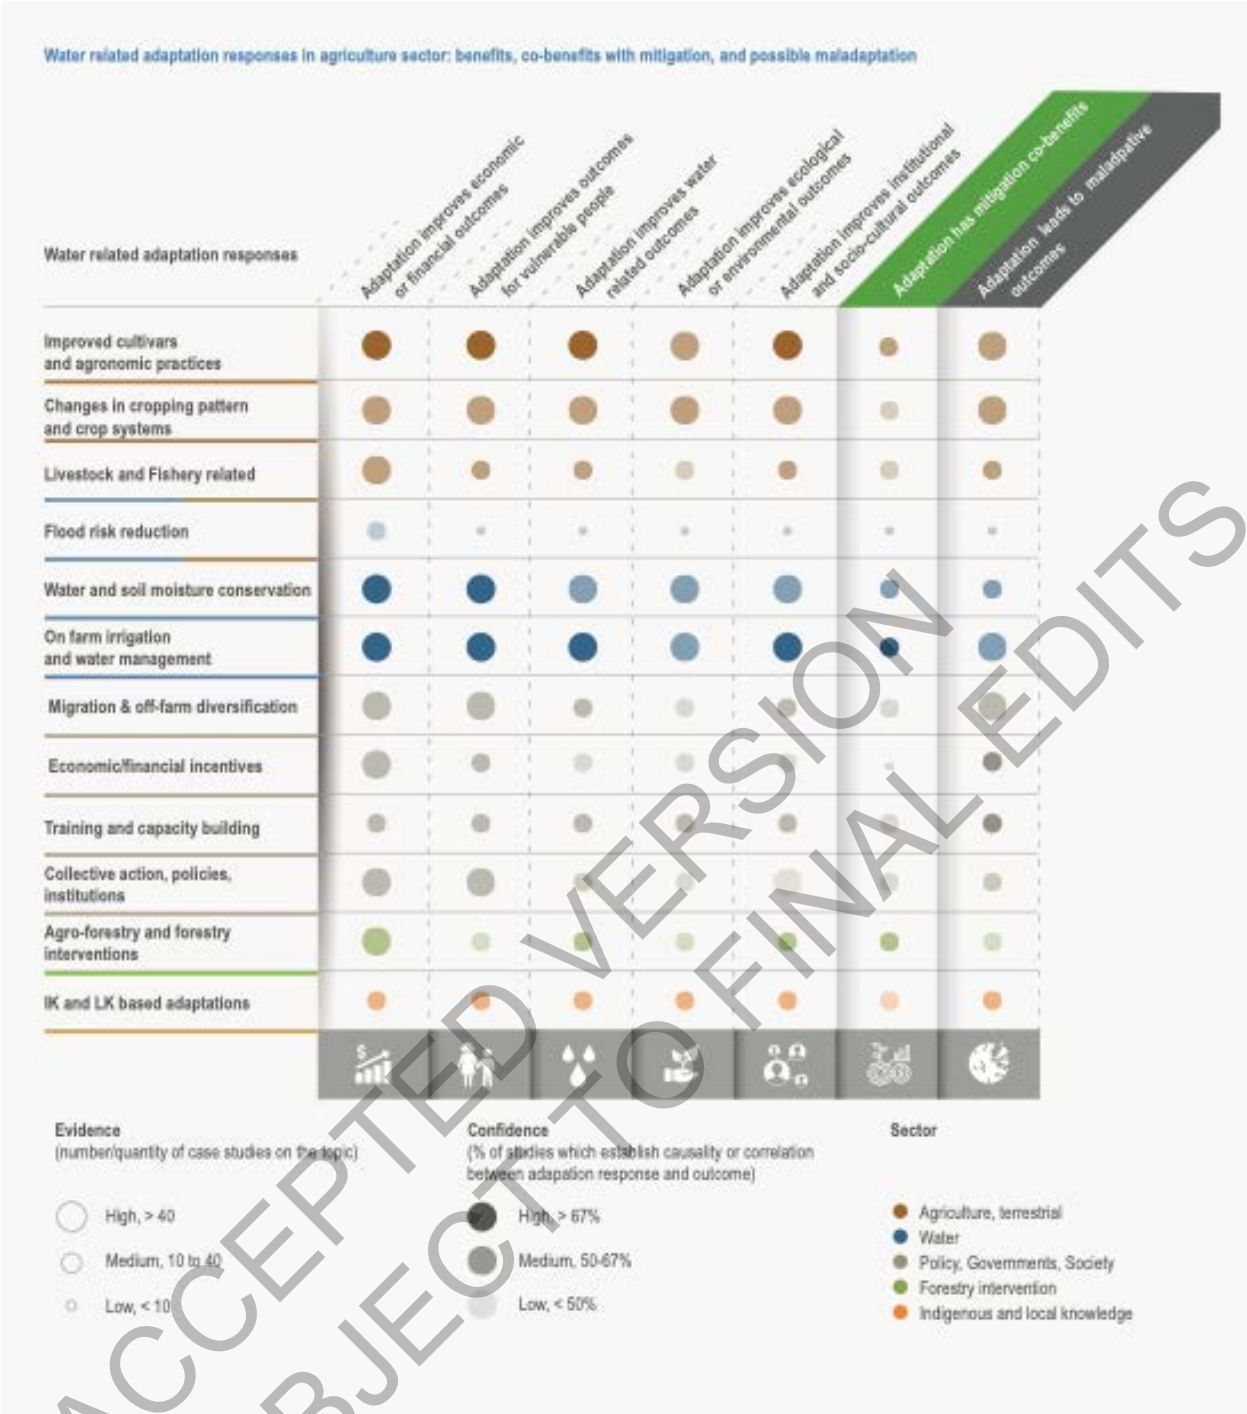 Water related adaptation responses in agriculture sector: benefits, co-benefits with mitigation, and possible maladaptation
Water related adaptation responses
Adaptation improves economic
or financial outcomes
Adaptation improves outcomes
for vulnerable people
Adaptation improves water
related outcomes
Adaptation improves ecological
or environmental outcomes
Adaptation improves institutional
and socio-cultural outcomes
Adaptation has mitigation co-benefits
Adaptation leads to maladpative
outcomes
Improved cultivars
and agronomic practices
Changes in cropping pattern
and crop systems
Livestock and Fishery related
Flood risk reduction
Water and soil moisture conservation
On farm irrigation
and water management
Migration & off-farm diversification
Economic/financial incentives
Training and capacity building
Collective action, policies,
institutions
Agro-forestry and forestry
interventions
IK and LK based adaptations
Evidence
(number/quantity of case studies on the topic)
High, > 40
Medium, 10 to 40
Low, < 10
Confidence
(% of studies which establish causality or correlation
between adapation response and outcome)
High, > 67%
Medium, 50-67%
Low, < 50%
Sector
Agriculture, terrestrial
Water
Policy, Governments, Society
Forestry intervention
Indigenous and local knowledge
ACCEPTED VERSION
BJECT TO FINAL EDITS